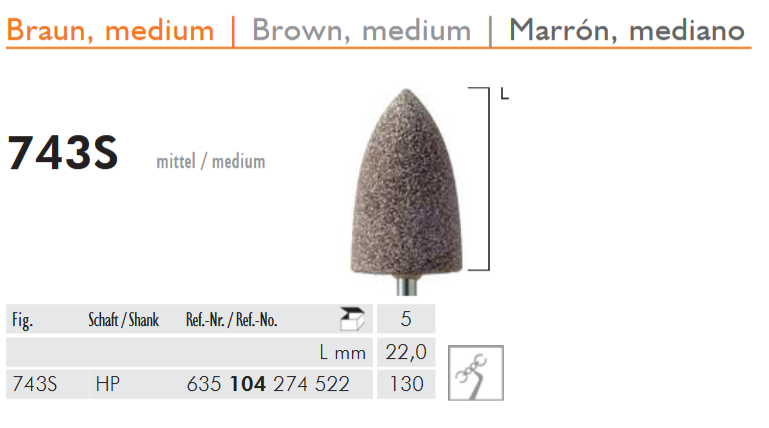 Braun, medium | Brown, medium | Marrón, mediano
L
743S mittel / medium
Fig. Schaft / Shank Ref.-Nr. / Ref.-No. 5
L mm 22,0
743S HP 635 104 274 522 130